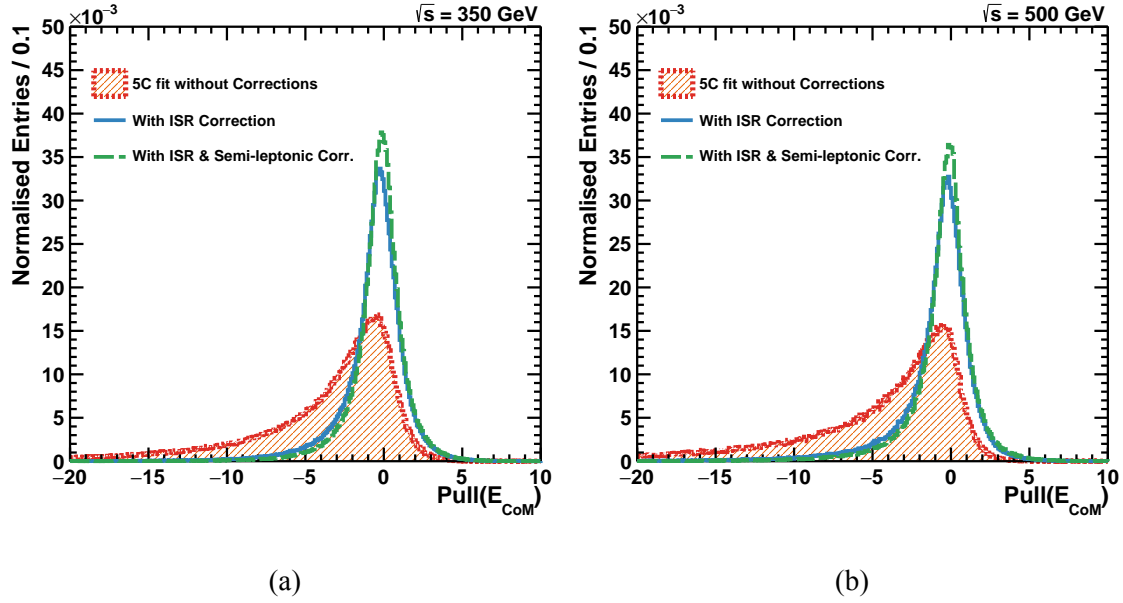 ×10⁻³
√s = 350 GeV
Normalised Entries / 0.1
50
45
40
35
30
25
20
15
10
5
0
5C fit without Corrections
With ISR Correction
With ISR & Semi-leptonic Corr.
−20 −15 −10 −5 0 5 10
Pull(E_CoM)
(a)
×10⁻³
√s = 500 GeV
Normalised Entries / 0.1
50
45
40
35
30
25
20
15
10
5
0
5C fit without Corrections
With ISR Correction
With ISR & Semi-leptonic Corr.
−20 −15 −10 −5 0 5 10
Pull(E_CoM)
(b)